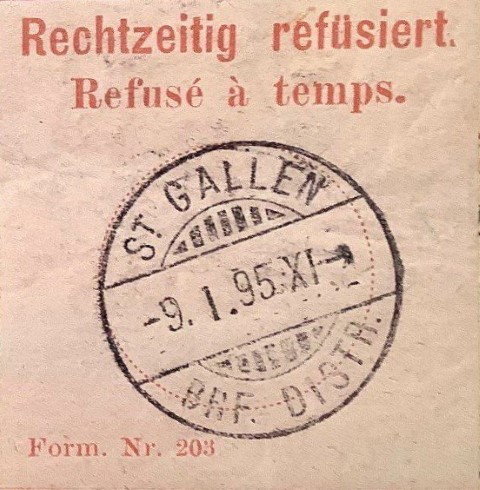 Rechtzeitig refüsiert.
Refusé à temps.
ST. GALLEN
-9. I. 95.XI-
BRF. DISTR.
Form. Nr. 203